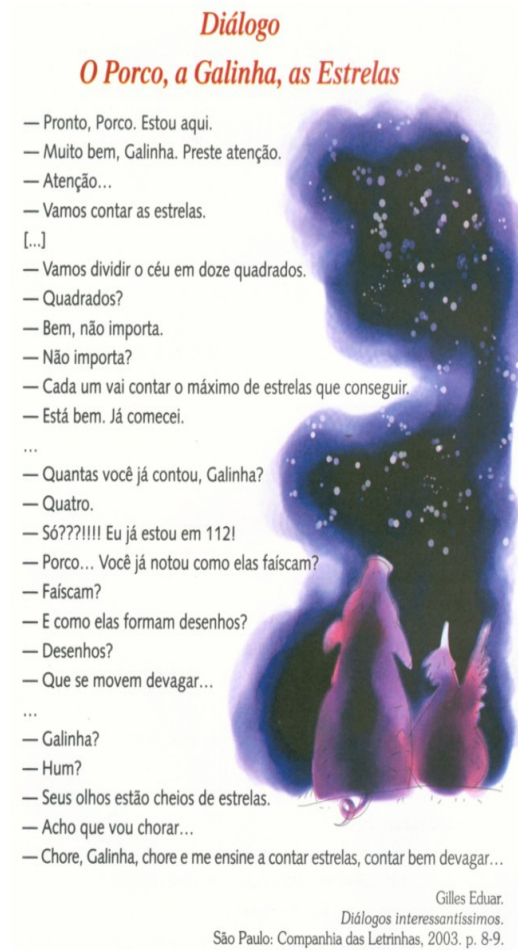 Diálogo
O Porco, a Galinha, as Estrelas
— Pronto, Porco. Estou aqui.
— Muito bem, Galinha. Preste atenção.
— Atenção...
— Vamos contar as estrelas.
[...]
— Vamos dividir o céu em doze quadrados.
— Quadrados?
— Bem, não importa.
— Não importa?
— Cada um vai contar o máximo de estrelas que conseguir.
— Está bem. Já comecei.
...
— Quantas você já contou, Galinha?
— Quatro.
— Só???!!!! Eu já estou em 112!
— Porco... Você já notou como elas faíscam?
— Faíscam?
— E como elas formam desenhos?
— Desenhos?
— Que se movem devagar...
...
— Galinha?
— Hum?
— Seus olhos estão cheios de estrelas.
— Acho que vou chorar...
— Chore, Galinha, chore e me ensine a contar estrelas, contar bem devagar...
Gilles Eduar.
Diálogos interessantíssimos.
São Paulo: Companhia das Letrinhas, 2003. p. 8-9.